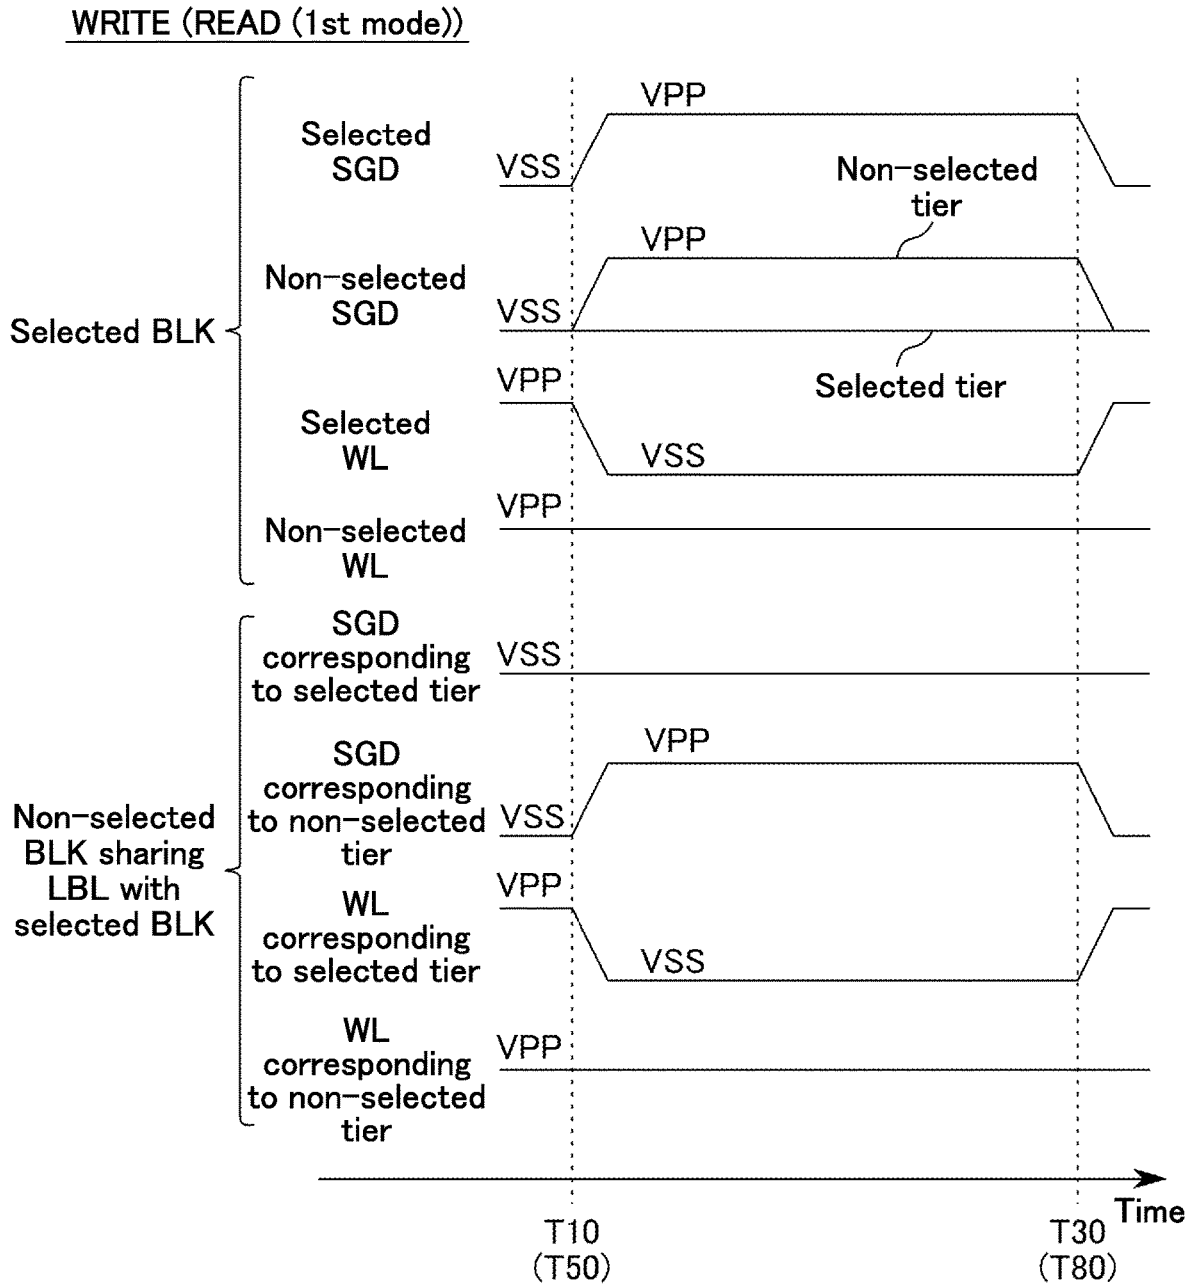 WRITE (READ (1st mode))
VPP
Selected
SGD
VSS
Non-selected
tier
VPP
Non-selected
SGD
VSS
Selected BLK
VPP
Selected tier
Selected
WL
VSS
VPP
Non-selected
WL
SGD
corresponding
to selected tier
VSS
VPP
SGD
corresponding
to non-selected
tier
VSS
Non-selected
BLK sharing
LBL with
selected BLK
VPP
WL
corresponding
to selected tier
VSS
WL
corresponding
to non-selected
tier
VPP
Time
T10
(T50)
T30
(T80)